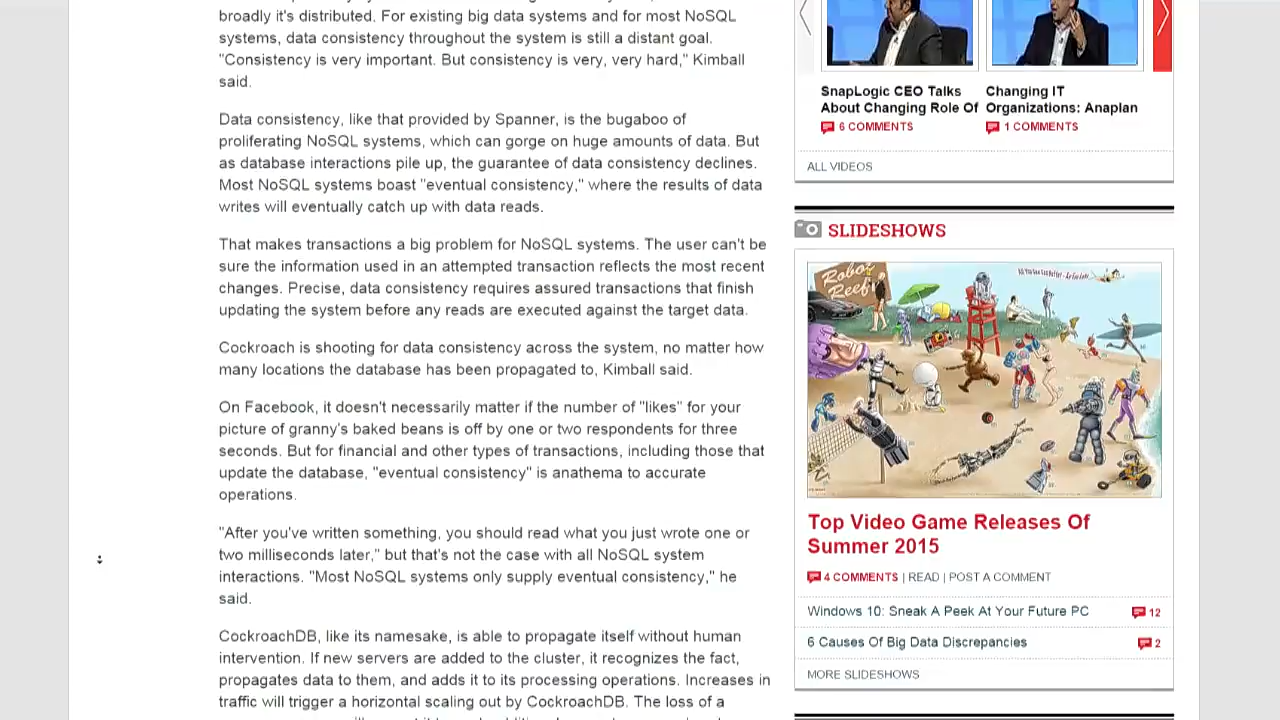 broadly it's distributed. For existing big data systems and for most NoSQL
systems, data consistency throughout the system is still a distant goal.
"Consistency is very important. But consistency is very, very hard," Kimball
said.
Data consistency, like that provided by Spanner, is the bugaboo of
proliferating NoSQL systems, which can gorge on huge amounts of data. But
as database interactions pile up, the guarantee of data consistency declines.
Most NoSQL systems boast "eventual consistency," where the results of data
writes will eventually catch up with data reads.
That makes transactions a big problem for NoSQL systems. The user can't be
sure the information used in an attempted transaction reflects the most recent
changes. Precise, data consistency requires assured transactions that finish
updating the system before any reads are executed against the target data.
Cockroach is shooting for data consistency across the system, no matter how
many locations the database has been propagated to, Kimball said.
On Facebook, it doesn't necessarily matter if the number of "likes" for your
picture of granny's baked beans is off by one or two respondents for three
seconds. But for financial and other types of transactions, including those that
update the database, "eventual consistency" is anathema to accurate
operations.
"After you've written something, you should read what you just wrote one or
two milliseconds later," but that's not the case with all NoSQL system
interactions. "Most NoSQL systems only supply eventual consistency," he
said.
CockroachDB, like its namesake, is able to propagate itself without human
intervention. If new servers are added to the cluster, it recognizes the fact,
propagates data to them, and adds it to its processing operations. Increases in
traffic will trigger a horizontal scaling out by CockroachDB. The loss of a
SnapLogic CEO Talks
About Changing Role Of
6 COMMENTS
Changing IT
Organizations: Anaplan
1 COMMENTS
ALL VIDEOS
SLIDESHOWS
Robot
Reef
Top Video Game Releases Of
Summer 2015
4 COMMENTS | READ | POST A COMMENT
Windows 10: Sneak A Peek At Your Future PC 12
6 Causes Of Big Data Discrepancies 2
MORE SLIDESHOWS